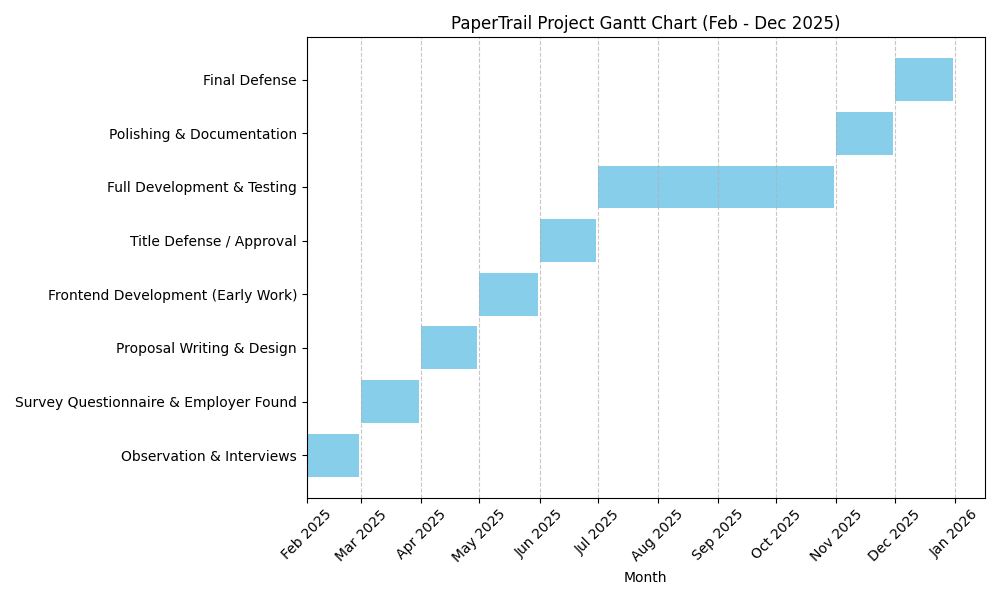 PaperTrail Project Gantt Chart (Feb - Dec 2025)
Final Defense
Polishing & Documentation
Full Development & Testing
Title Defense / Approval
Frontend Development (Early Work)
Proposal Writing & Design
Survey Questionnaire & Employer Found
Observation & Interviews
Feb 2025
Mar 2025
Apr 2025
May 2025
Jun 2025
Jul 2025
Aug 2025
Sep 2025
Oct 2025
Nov 2025
Dec 2025
Jan 2026
Month